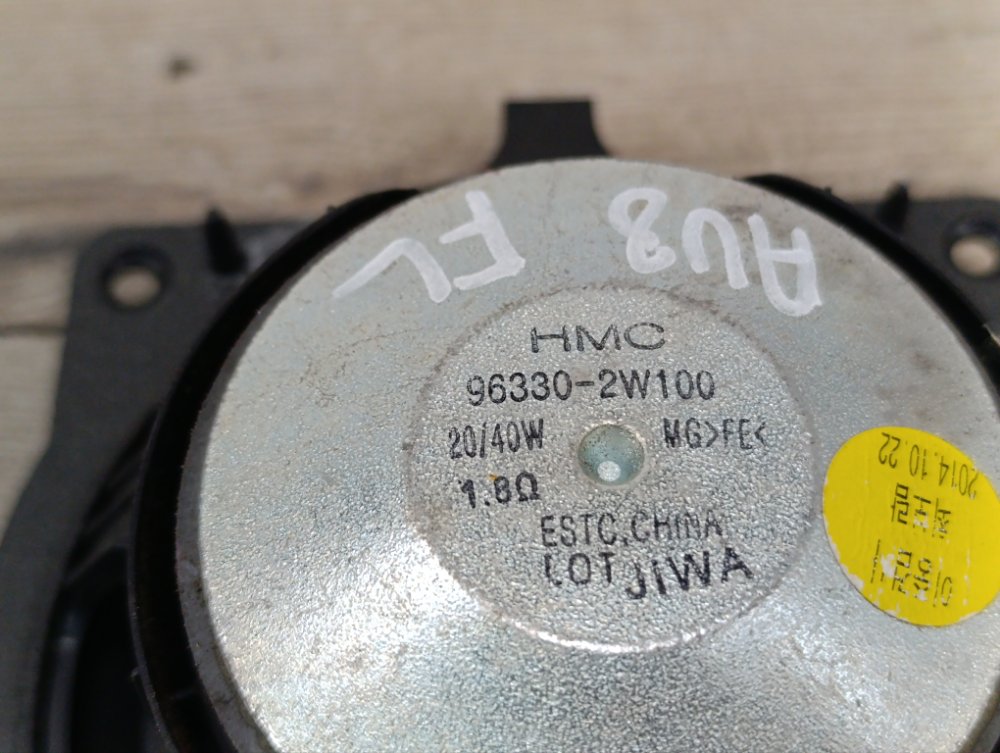 AU8 FL
HMC
96330-2W100
20/40W MG>FE<
1.8Ω
ESTC.CHINA
LOT JIWA
2014.10.22